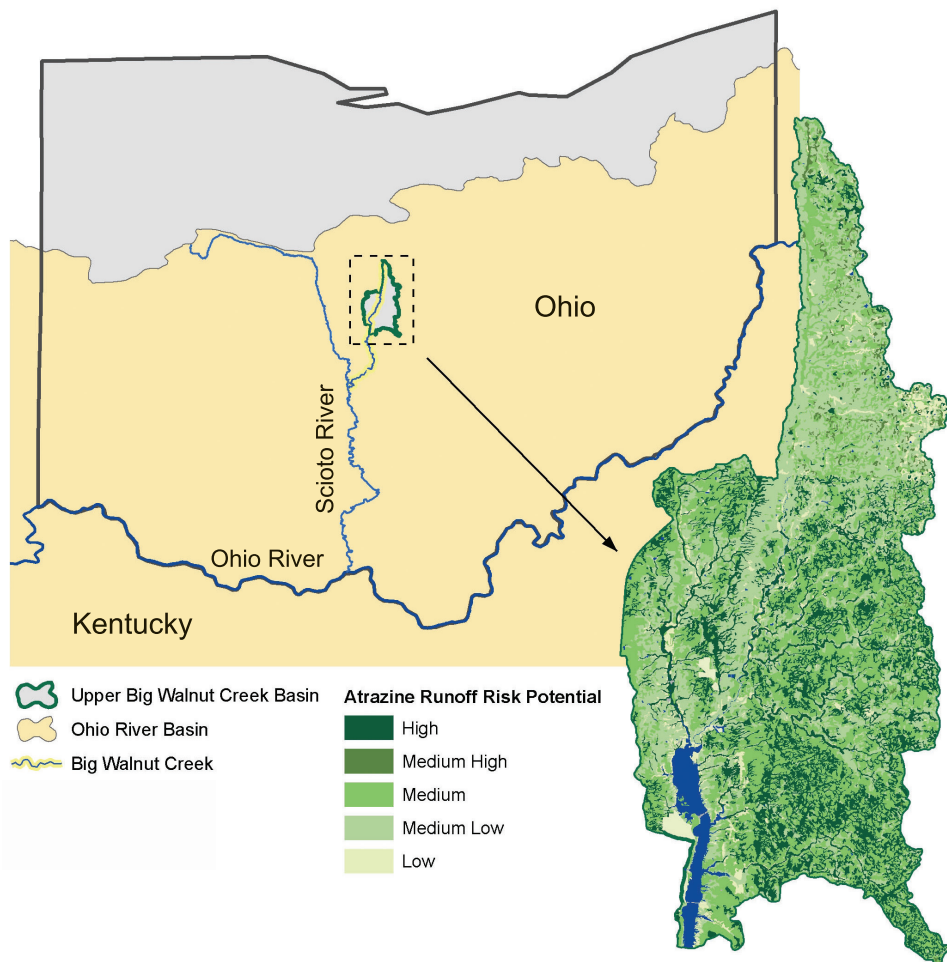 Ohio
Scioto River
Ohio River
Kentucky
Upper Big Walnut Creek Basin
Ohio River Basin
Big Walnut Creek
Atrazine Runoff Risk Potential
High
Medium High
Medium
Medium Low
Low